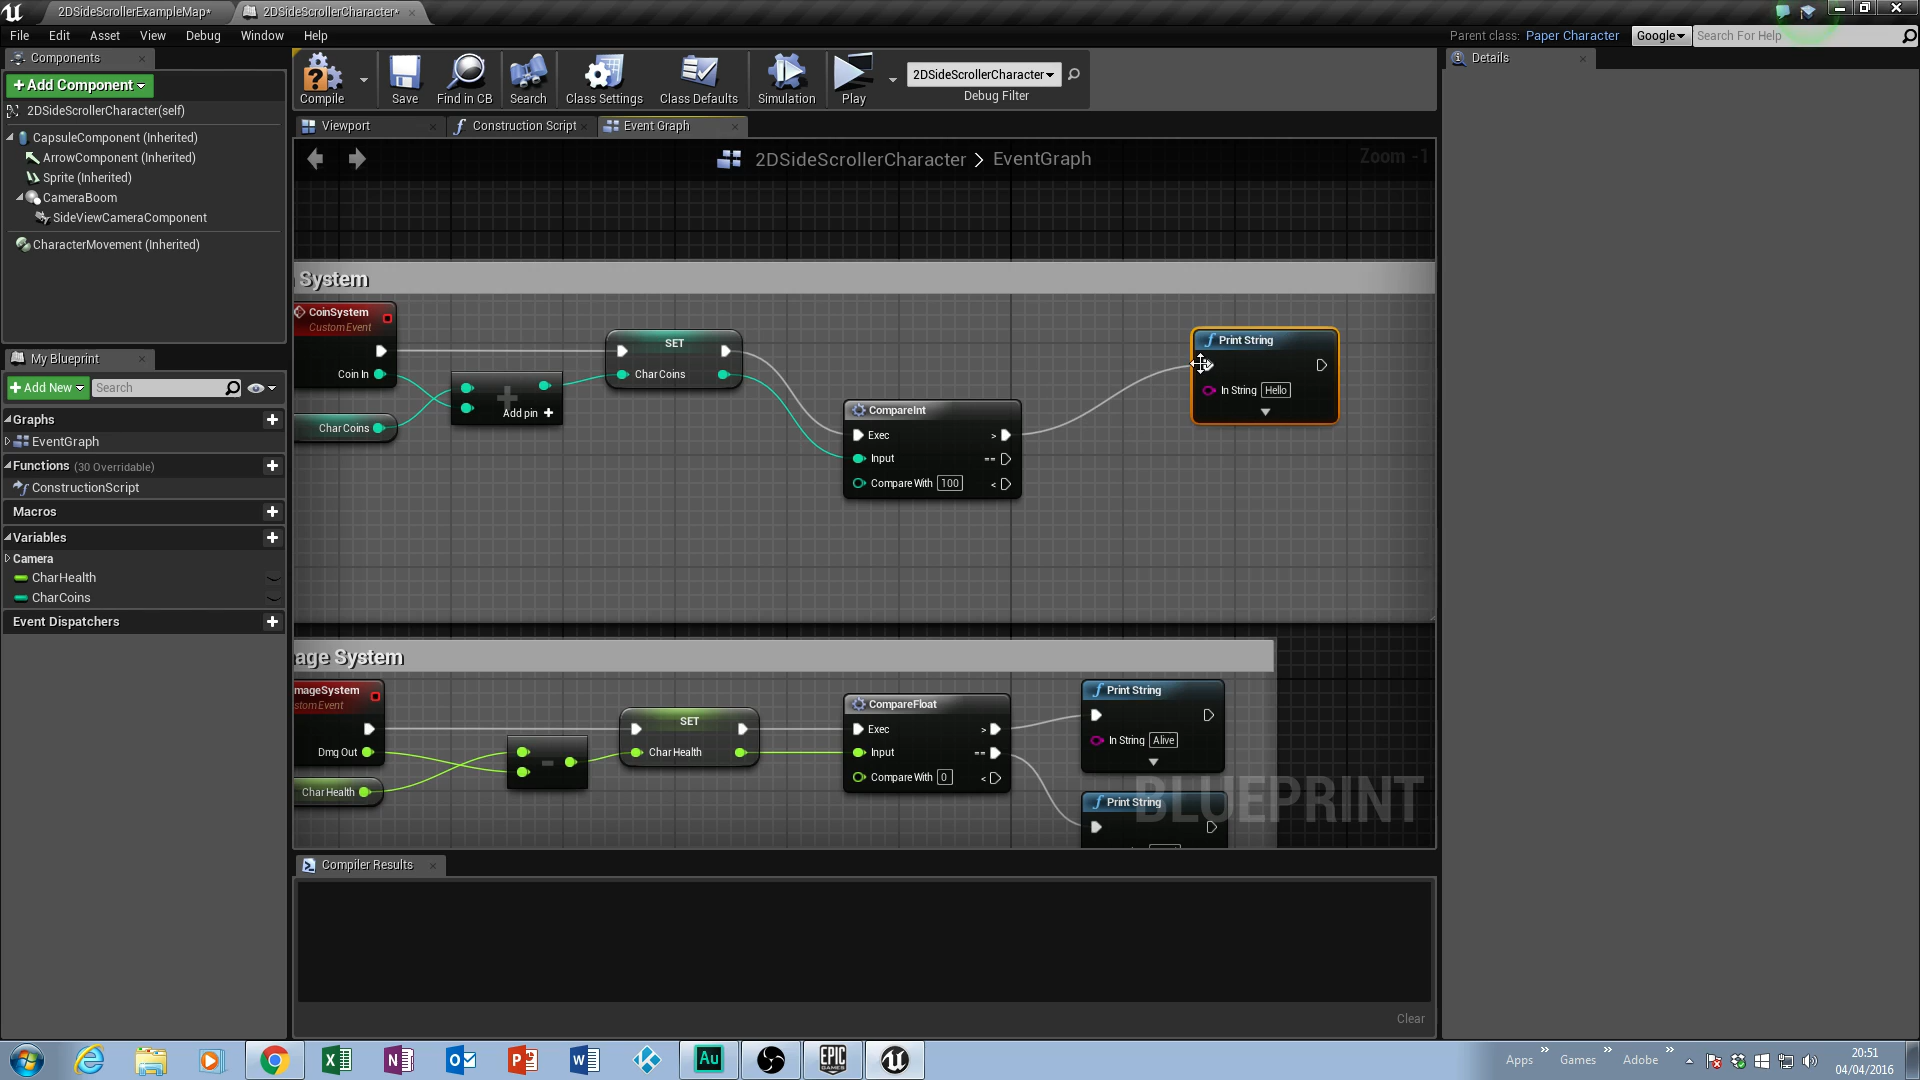 2DSideScrollerExampleMap*
2DSideScrollerCharacter*
File Edit Asset View Debug Window Help
Parent class: Paper Character
Google
Search For Help
Components
+Add Component
2DSideScrollerCharacter(self)
CapsuleComponent (Inherited)
ArrowComponent (Inherited)
Sprite (Inherited)
CameraBoom
SideViewCameraComponent
CharacterMovement (Inherited)
My Blueprint
+Add New
Search
Graphs
EventGraph
Functions (30 Overridable)
ConstructionScript
Macros
Variables
Camera
CharHealth
CharCoins
Event Dispatchers
Compile
Save
Find in CB
Search
Class Settings
Class Defaults
Simulation
Play
2DSideScrollerCharacter
Debug Filter
Viewport
Construction Script
Event Graph
2DSideScrollerCharacter > EventGraph
Zoom -1
System
CoinSystem
Custom Event
Coin In
Char Coins
Add pin +
SET
Char Coins
CompareInt
Exec >
Input ==
Compare With 100 <
Print String
In String Hello
age System
mageSystem
stom Event
Dmg Out
Char Health
SET
Char Health
CompareFloat
Exec >
Input ==
Compare With 0 <
Print String
In String Alive
Print String
BLUEPRINT
Compiler Results
Clear
Details
Au
EPIC GAMES
Apps
Games
Adobe
20:51
04/04/2016